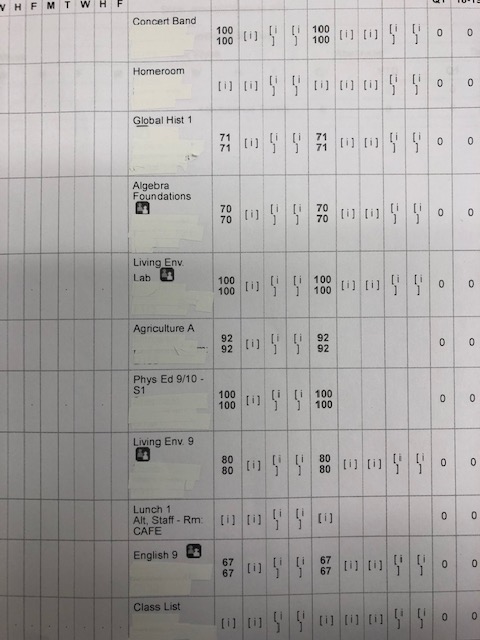 W H F M T W H F Q1 18-19
Concert Band
100 [i] [i] [i] 100 [i] [i] [i] [i] 0 0
100 100
Homeroom
[i] [i] [i] [i] [i] [i] [i] [i] [i] 0 0
Global Hist 1
71 [i] [i] [i] 71 [i] [i] [i] [i] 0 0
71 71
Algebra
Foundations
70 [i] [i] [i] 70 [i] [i] [i] [i] 0 0
70 70
Living Env.
Lab
100 [i] [i] [i] 100 [i] [i] [i] [i] 0 0
100 100
Agriculture A
92 [i] [i] [i] 92 0 0
92 92
Phys Ed 9/10 -
S1
100 [i] [i] [i] 100 0 0
100 100
Living Env. 9
80 [i] [i] [i] 80 [i] [i] [i] [i] 0 0
80 80
Lunch 1
Alt, Staff - Rm:
CAFE
[i] [i] [i] [i] [i] 0 0
English 9
67 [i] [i] [i] 67 [i] [i] [i] [i] 0 0
67 67
Class List
[i] [i] [i] [i] [i] [i] [i] [i] [i] 0 0